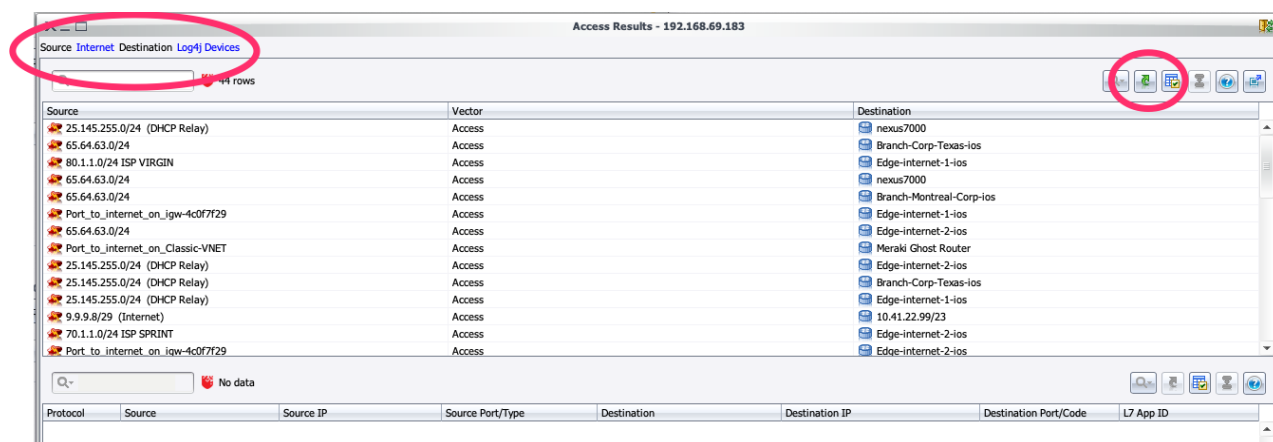 Access Results - 192.168.69.183
Source Internet Destination Log4j Devices
44 rows
Source Vector Destination
25.145.255.0/24 (DHCP Relay) Access nexus7000
65.64.63.0/24 Access Branch-Corp-Texas-ios
80.1.1.0/24 ISP VIRGIN Access Edge-internet-1-ios
65.64.63.0/24 Access nexus7000
65.64.63.0/24 Access Branch-Montreal-Corp-ios
Port_to_internet_on_igw-4c0f7f29 Access Edge-internet-1-ios
65.64.63.0/24 Access Edge-internet-2-ios
Port_to_internet_on_Classic-VNET Access Meraki Ghost Router
25.145.255.0/24 (DHCP Relay) Access Edge-internet-2-ios
25.145.255.0/24 (DHCP Relay) Access Branch-Corp-Texas-ios
25.145.255.0/24 (DHCP Relay) Access Edge-internet-1-ios
9.9.9.8/29 (Internet) Access 10.41.22.99/23
70.1.1.0/24 ISP SPRINT Access Edge-internet-2-ios
Port_to_internet_on_igw-4c0f7f29 Access Edge-internet-2-ios
No data
Protocol Source Source IP Source Port/Type Destination Destination IP Destination Port/Code L7 App ID